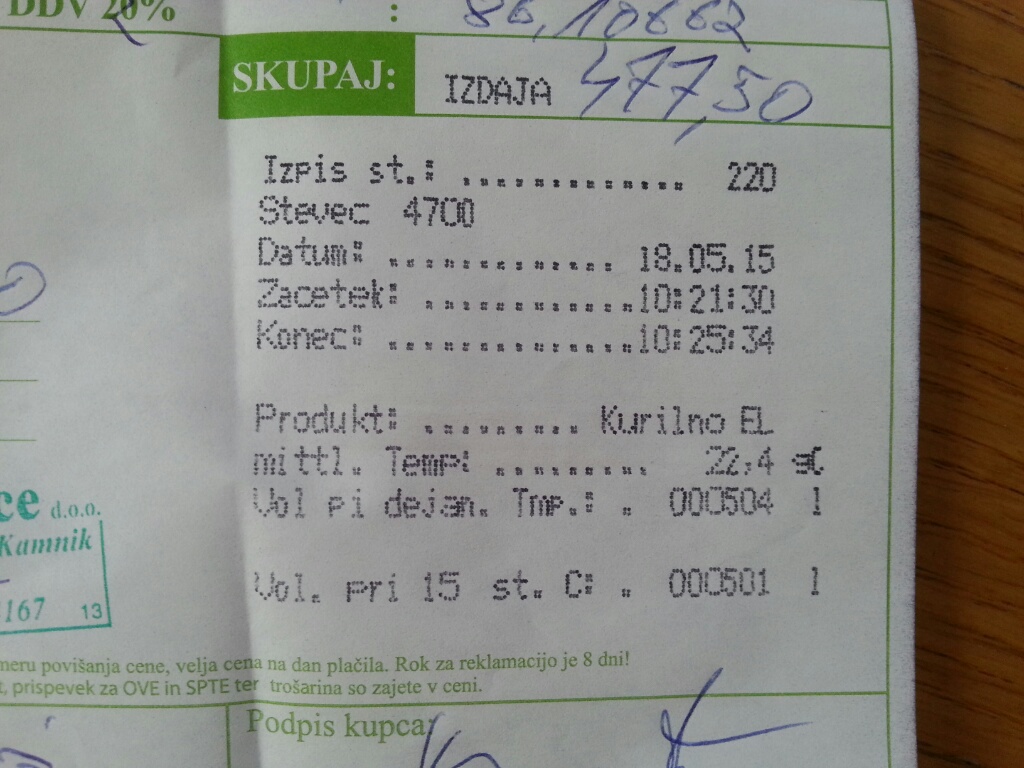 DDV 20% : 86,10662
SKUPAJ: IZDAJA 477,50
Izpis st.: .............. 220
Stevec 4700
Datum: ............. 18.05.15
Zacetek: ............10:21:30
Konec: ..............10:25:34
Produkt: ......... Kurilno EL
mittl. Temp: ......... 22,4 °C
Vol pi dejan. Tmp.: . 000504 l
Vol. pri 15 st. C: . 000501 l
ce d.o.o.
Kamnik
167 13
meru povišanja cene, velja cena na dan plačila. Rok za reklamacijo je 8 dni!
t, prispevek za OVE in SPTE ter trošarina so zajete v ceni.
Podpis kupca: